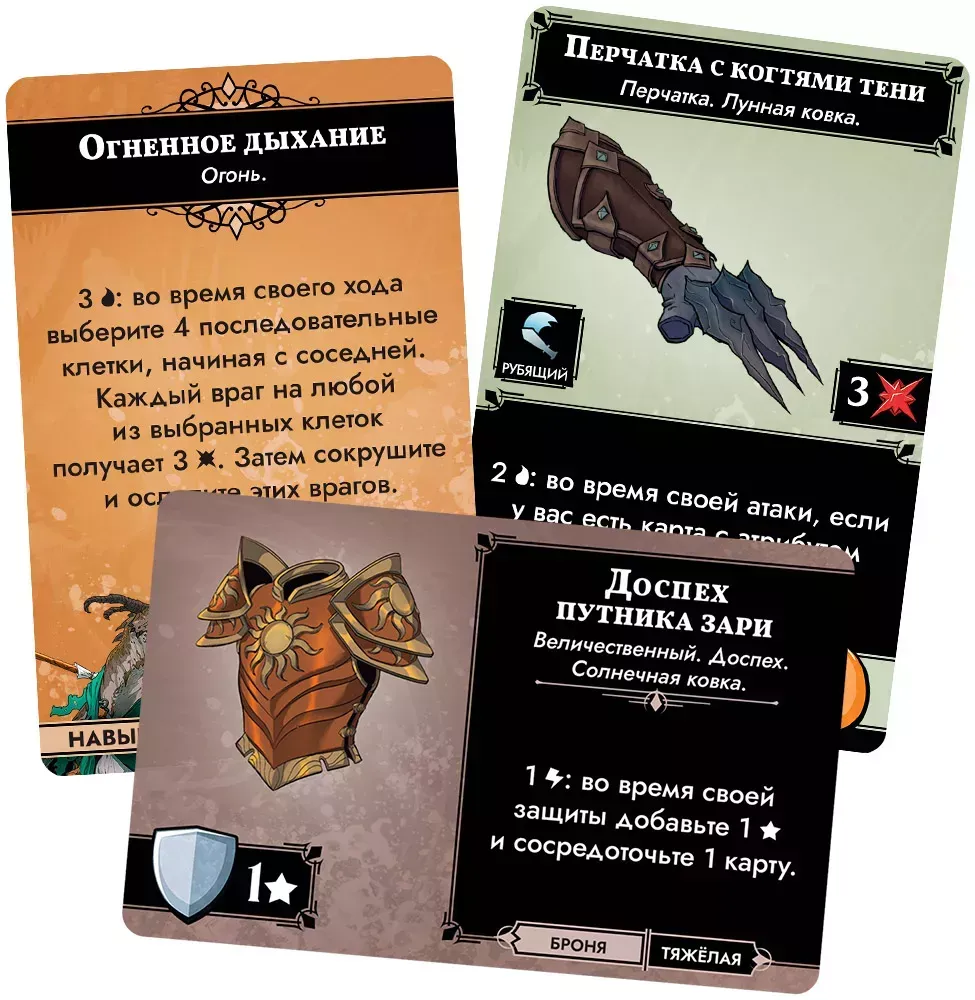 Огненное дыхание
Огонь.
3 : во время своего хода
выберите 4 последовательные
клетки, начиная с соседней.
Каждый враг на любой
из выбранных клеток
получает 3 . Затем сокрушите
и этих врагов.
Перчатка с когтями тени
Перчатка. Лунная ковка.
РУБЯЩИЙ
3
2 : во время своей атаки, если
у вас есть карта с атрибутом
Доспех
путника зари
Величественный. Доспех.
Солнечная ковка.
1 : во время своей
защиты добавьте 1 ★
и сосредоточьте 1 карту.
1★
БРОНЯ
ТЯЖЁЛАЯ